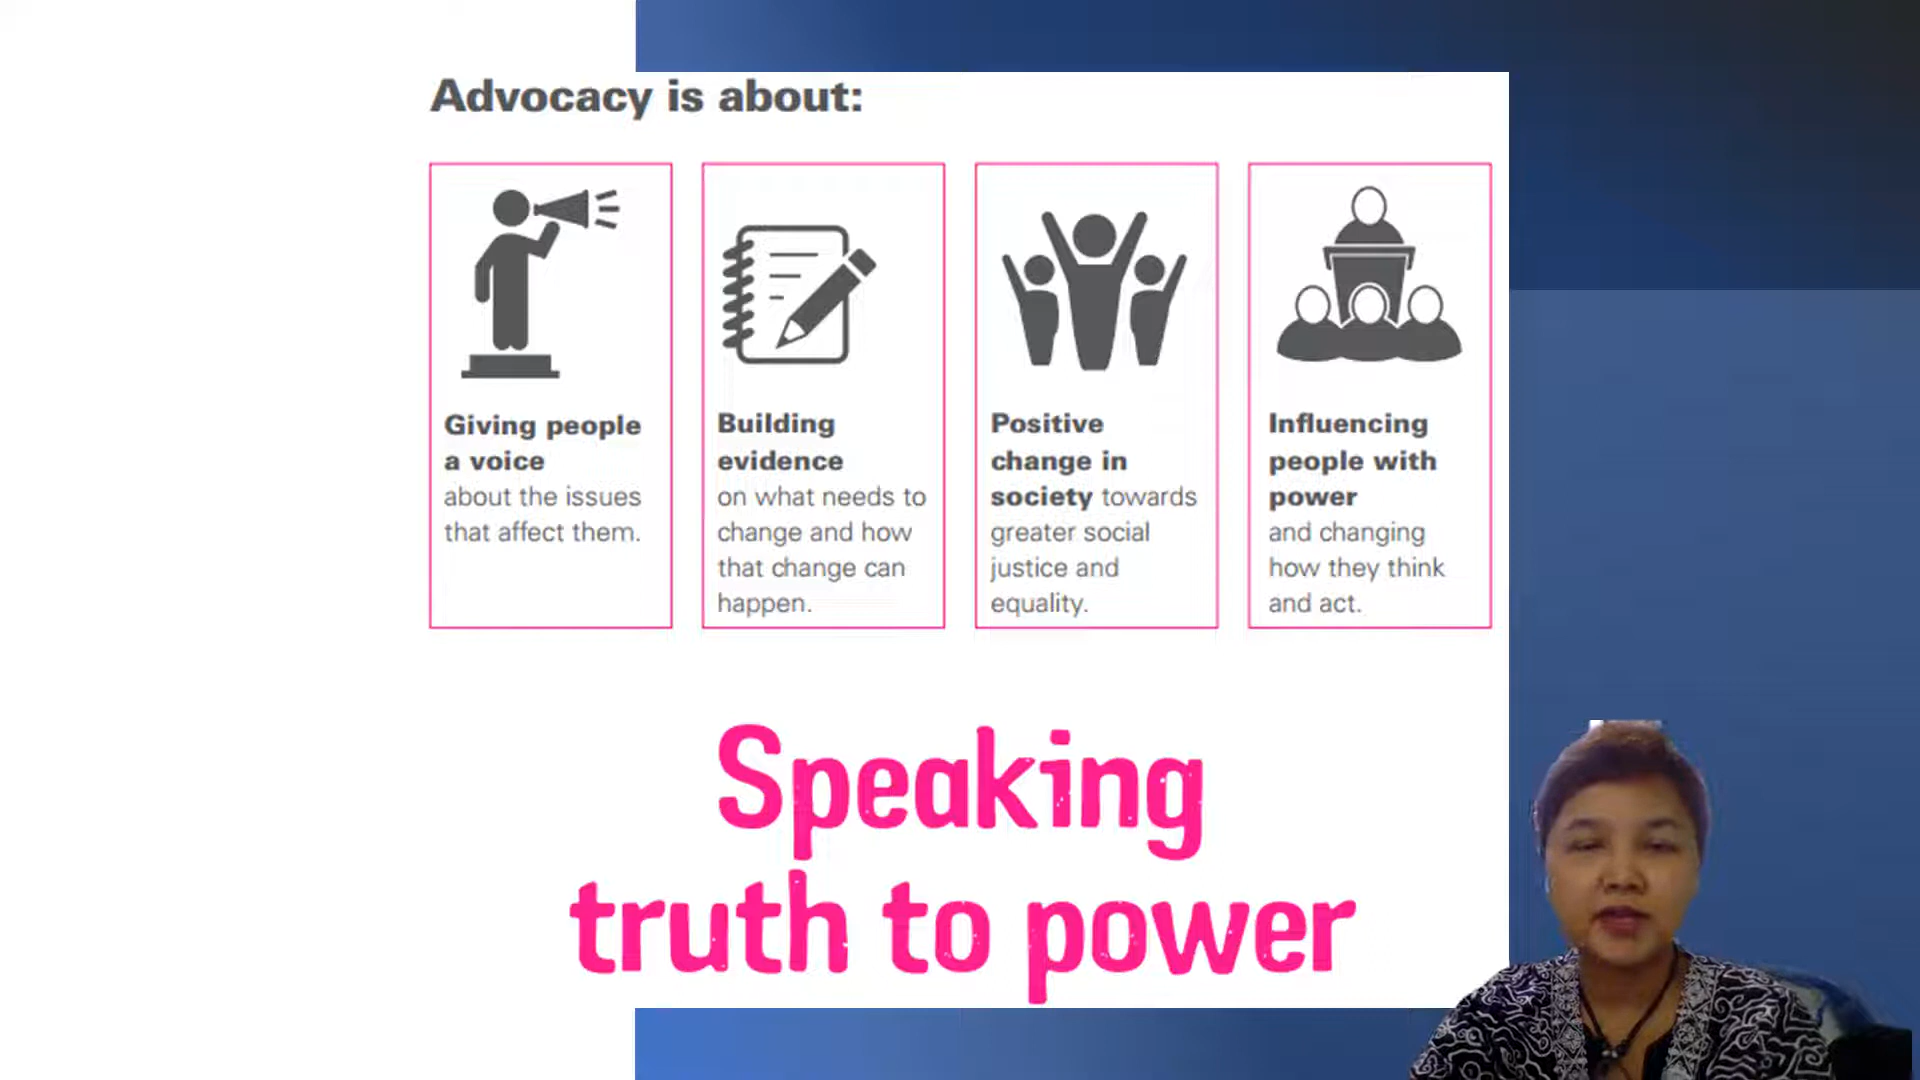 Advocacy is about:
Giving people
a voice
about the issues
that affect them.
Building
evidence
on what needs to
change and how
that change can
happen.
Positive
change in
society towards
greater social
justice and
equality.
Influencing
people with
power
and changing
how they think
and act.
Speaking
truth to power